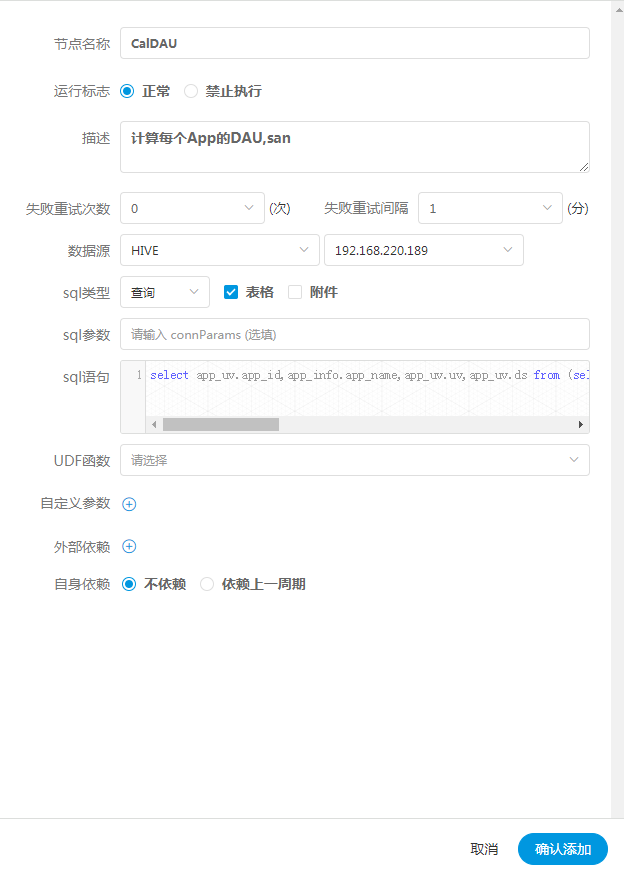 节点名称 CalDAU
运行标志 正常 禁止执行
描述 计算每个App的DAU,san
失败重试次数 0 (次) 失败重试间隔 1 (分)
数据源 HIVE 192.168.220.189
sql类型 查询 表格 附件
sql参数 请输入 connParams (选填)
sql语句 1 select app_uv.app_id,app_info.app_name,app_uv.uv,app_uv.ds from (sel
UDF函数 请选择
自定义参数
外部依赖
自身依赖 不依赖 依赖上一周期
取消 确认添加